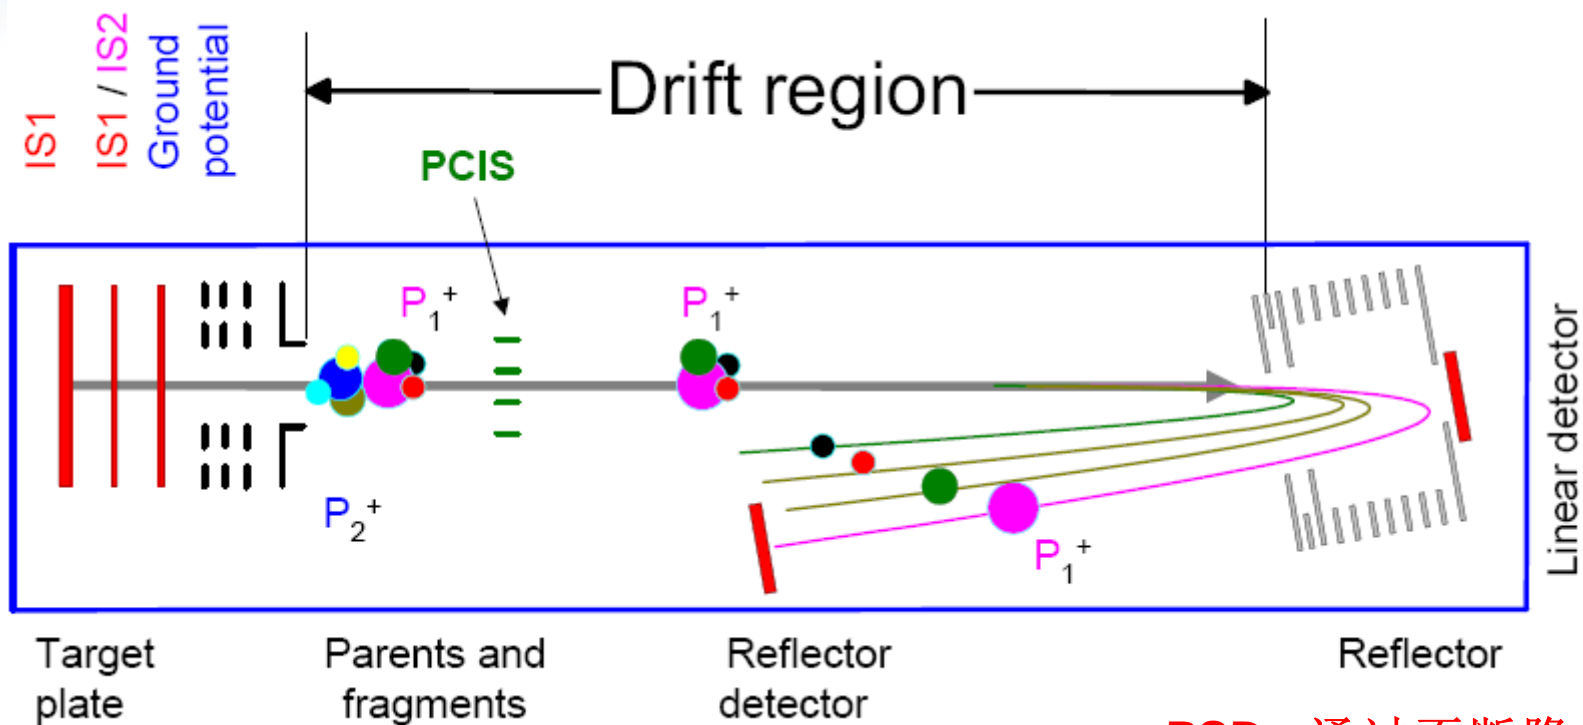 IS1
IS1 / IS2
Ground
potential
Drift region
PCIS
P1+
P1+
P2+
P1+
Linear detector
Target
plate
Parents and
fragments
Reflector
detector
Reflector